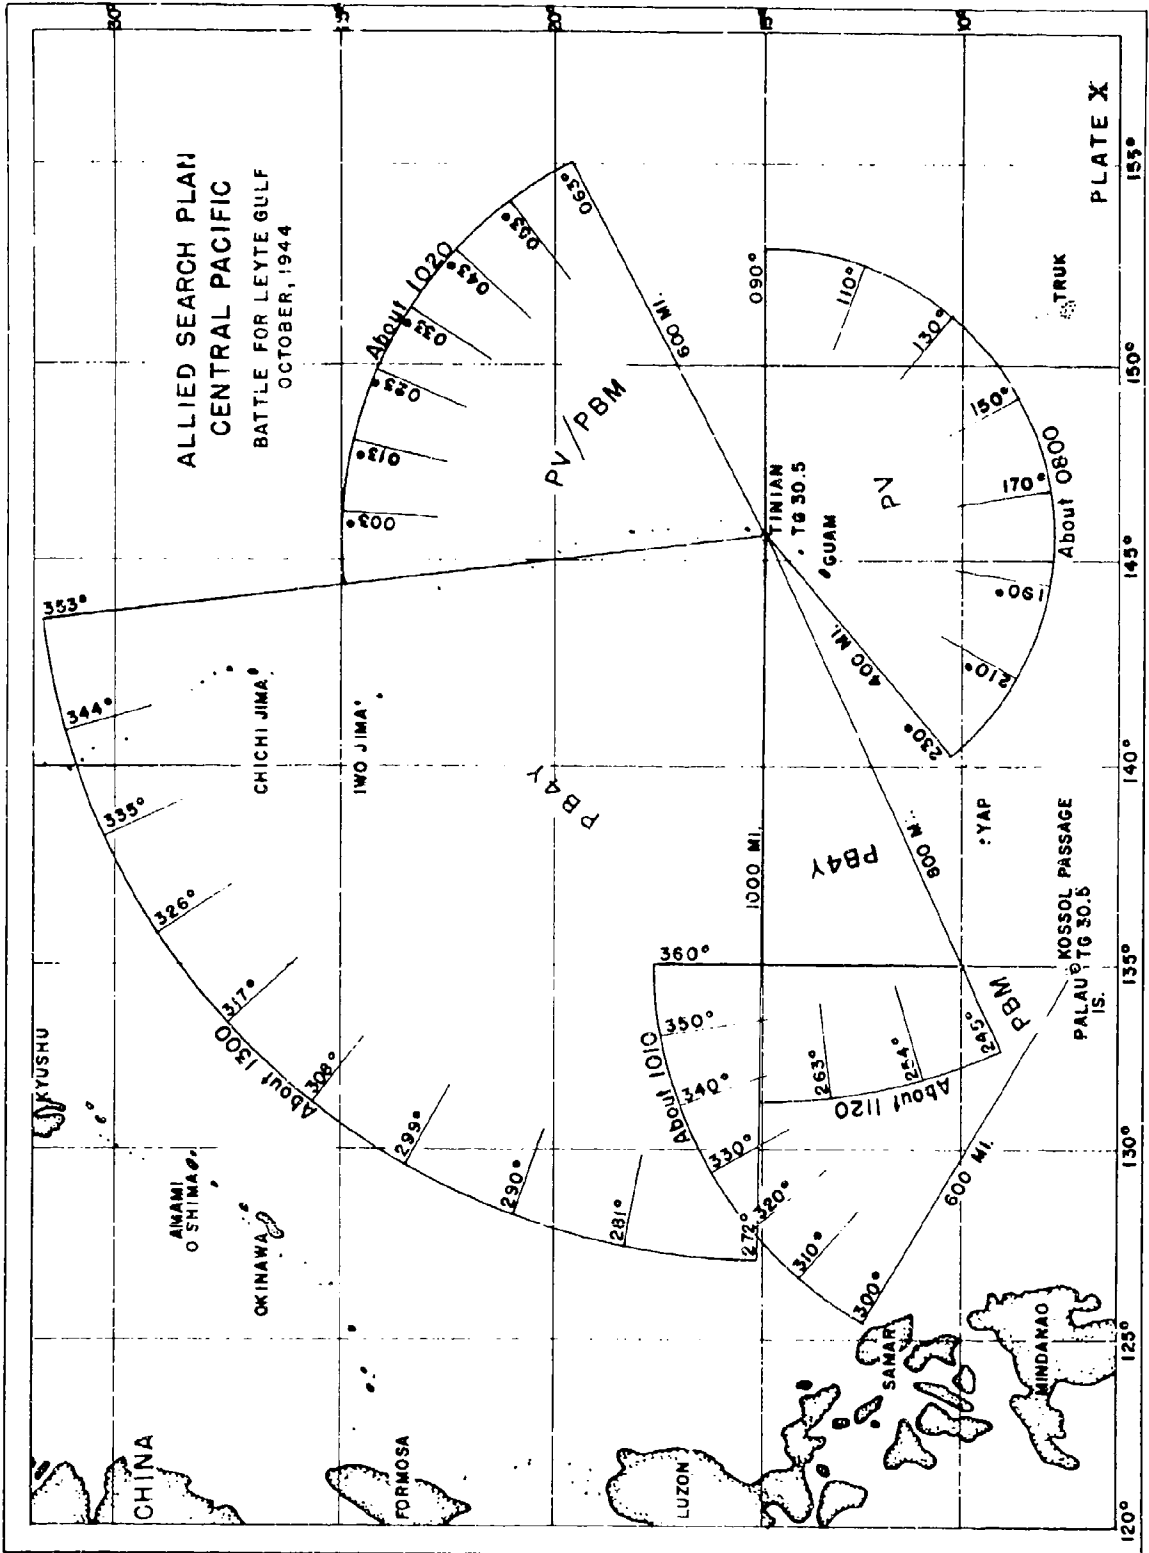 ALLIED SEARCH PLAN
CENTRAL PACIFIC
BATTLE FOR LEYTE GULF
OCTOBER, 1944
30°
20°
15°
10°
120°
125°
130°
135°
140°
145°
150°
155°
PLATE X
CHINA
FORMOSA
LUZON
SAMAR
MINDANAO
KYUSHU
AMAMI
O SHIMA
OKINAWA
CHICHI JIMA
IWO JIMA
TINIAN
TG 30.5
GUAM
TRUK
YAP
KOSSOL PASSAGE
PALAU TG 30.5
IS.
353°
344°
335°
326°
317°
308°
299°
290°
281°
272°
About 1300
PB4Y
1000 MI.
003°
013°
023°
033°
043°
053°
063°
About 1020
PV/PBM
600 MI.
090°
110°
130°
150°
170°
190°
210°
230°
About 0800
PV
400 MI.
PB4Y
800 M.
263°
254°
245°
About 1120
360°
350°
340°
330°
320°
310°
300°
About 1010
PBM
600 MI.